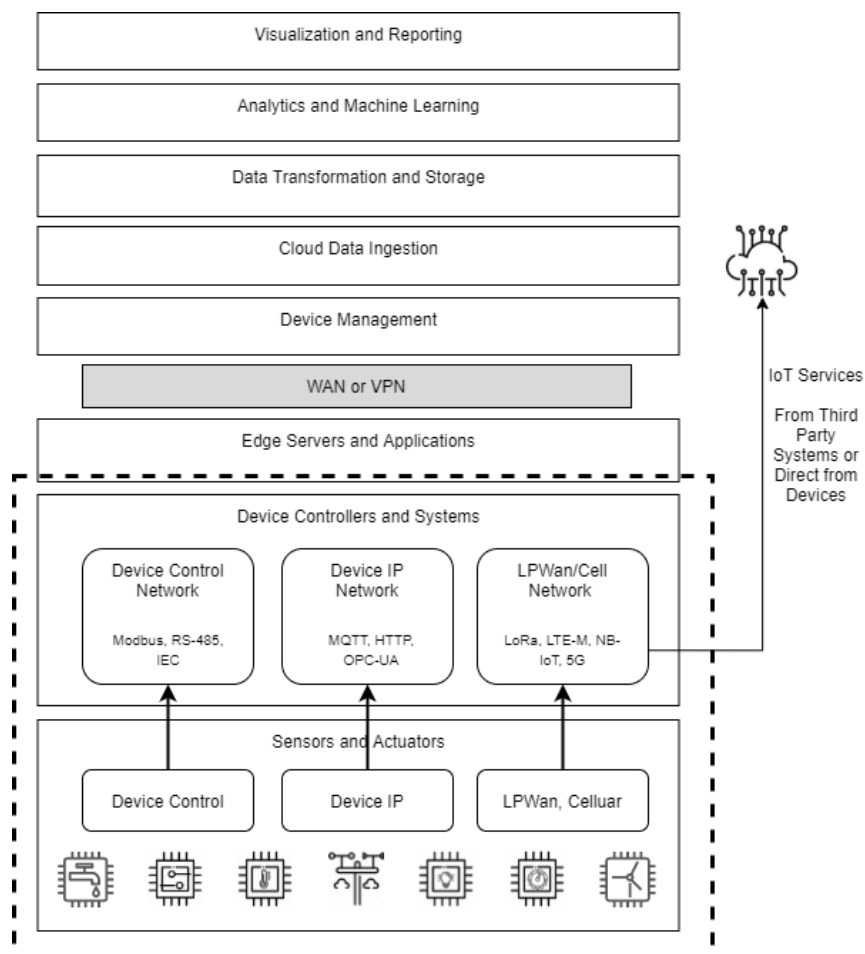 Visualization and Reporting
Analytics and Machine Learning
Data Transformation and Storage
Cloud Data Ingestion
Device Management
WAN or VPN
IoT Services
From Third
Party
Systems or
Direct from
Devices
Edge Servers and Applications
Device Controllers and Systems
Device Control
Network
Modbus, RS-485,
IEC
Device IP
Network
MQTT, HTTP,
OPC-UA
LPWan/Cell
Network
LoRa, LTE-M, NB-
IoT, 5G
Sensors and Actuators
Device Control
Device IP
LPWan, Celluar